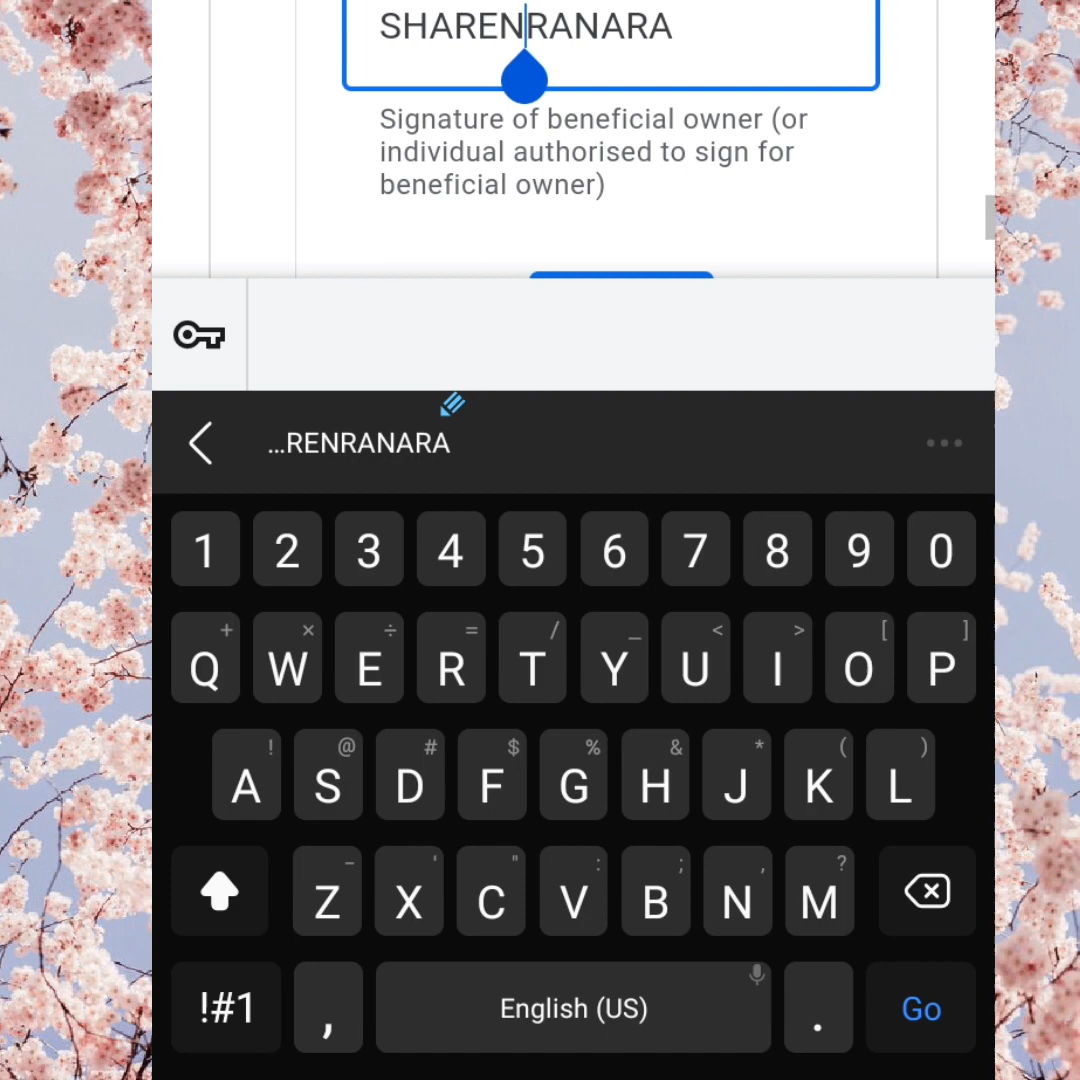 SHARENRANARA
Signature of beneficial owner (or
individual authorised to sign for
beneficial owner)
...RENRANARA
1 2 3 4 5 6 7 8 9 0
+ × ÷ = / _ < > [ ]
Q W E R T Y U I O P
! @ # $ % & * ( )
A S D F G H J K L
- ' " : ; , ?
Z X C V B N M
!#1 , English (US) . Go